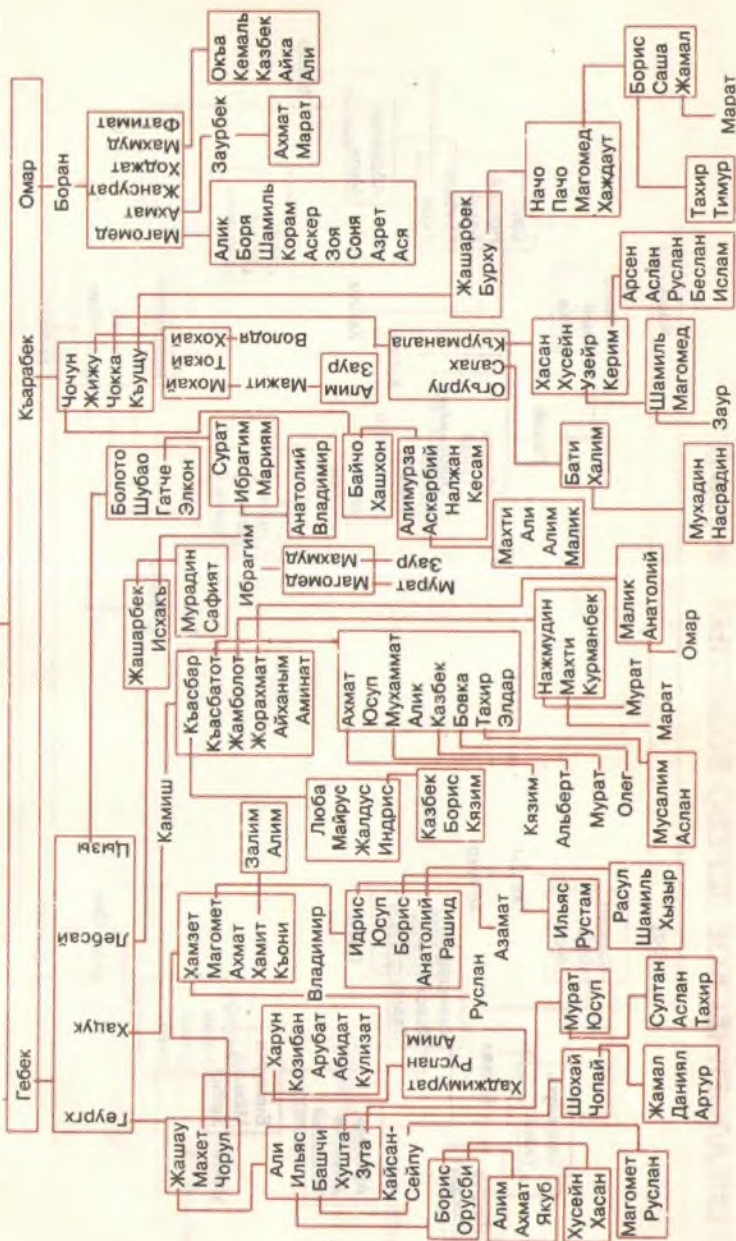 Гебек
Къарабек
Омар
Геургх
Хацук
Лебсай
Цызы
Жашау
Махет
Чорул
Али
Ильяс
Башчи
Хушта
Зута
Кайсан-
Сейпу
Борис
Орусби
Алим
Ахмат
Якуб
Хусейн
Хасан
Магомет
Руслан
Харун
Козибан
Арубат
Абидат
Кулизат
Хаджимурат
Руслан
Алим
Шохай
Чопай
Мурат
Юсуп
Жамал
Даниял
Артур
Султан
Аслан
Тахир
Хамзет
Магомет
Ахмат
Хамит
Къони
Залим
Алим
Владимир
Идрис
Юсуп
Борис
Анатолий
Рашид
Руслан
Азамат
Ильяс
Рустам
Расул
Шамиль
Хызыр
Камиш
Къасбар
Къасбатот
Жамболот
Жорахмат
Айханым
Аминат
Люба
Майрус
Жалдус
Индрис
Казбек
Борис
Кязим
Ахмат
Юсуп
Мухаммат
Алик
Казбек
Бовка
Тахир
Элдар
Кязим
Альберт
Мурат
Олег
Мусалим
Аслан
Нажмудин
Махти
Курманбек
Мурат
Марат
Малик
Анатолий
Омар
Жашарбек
Исхакъ
Мурадин
Сафият
Ибрагим
Магомед
Махмуд
Мурат
Заур
Болото
Шубао
Гатче
Элкон
Сурат
Ибрагим
Мариям
Анатолий
Владимир
Чочун
Жижу
Чокка
Къущу
Мохай
Токай
Хохай
Мажит
Володя
Алим
Заур
Байчо
Хашхон
Алимурза
Аскербий
Налжан
Кесам
Махти
Али
Алим
Малик
Огъурлу
Салах
Къурманала
Бати
Халим
Мухадин
Насрадин
Хасан
Хусейн
Узейр
Керим
Шамиль
Магомед
Заур
Арсен
Аслан
Руслан
Беслан
Ислам
Жашарбек
Бурху
Начо
Пачо
Магомед
Хаждаут
Тахир
Тимур
Борис
Саша
Жамал
Марат
Боран
Магомед
Ахмат
Жансурат
Ходжат
Махмуд
Фатимат
Алик
Боря
Шамиль
Корам
Аскер
Зоя
Соня
Азрет
Ася
Заурбек
Ахмат
Марат
Окъа
Кемаль
Казбек
Айка
Али